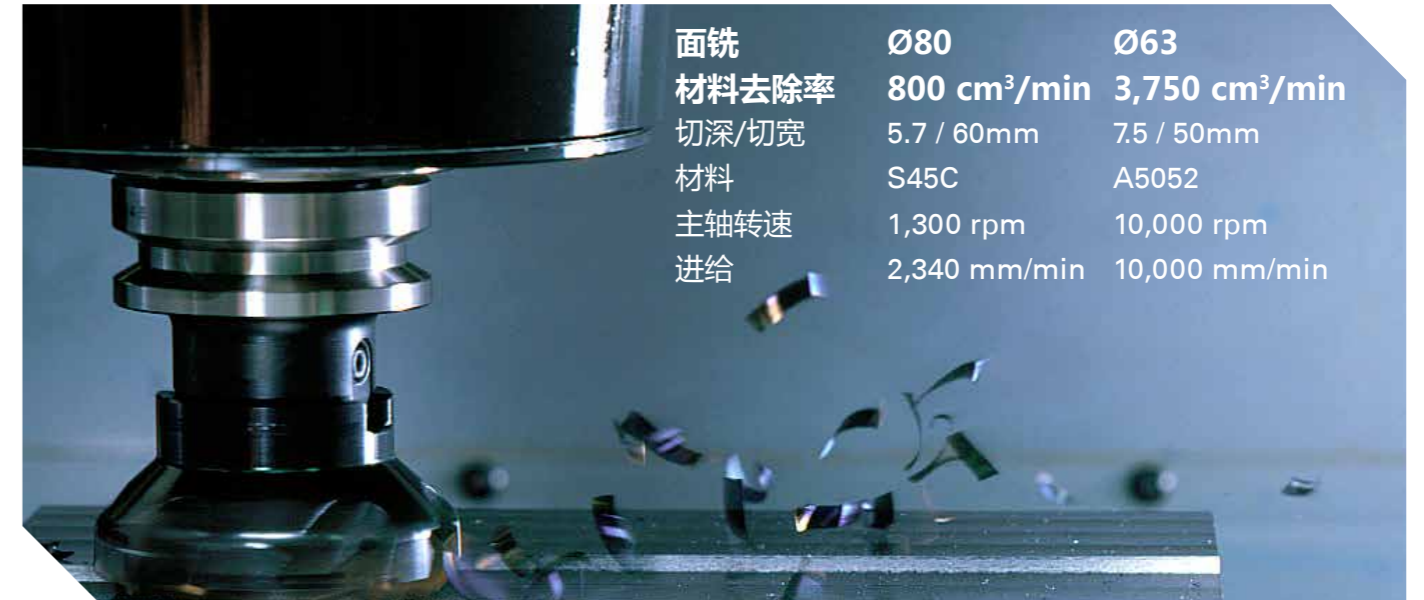 面铣 Ø80 Ø63
材料去除率 800 cm³/min 3,750 cm³/min
切深/切宽 5.7 / 60mm 7.5 / 50mm
材料 S45C A5052
主轴转速 1,300 rpm 10,000 rpm
进给 2,340 mm/min 10,000 mm/min